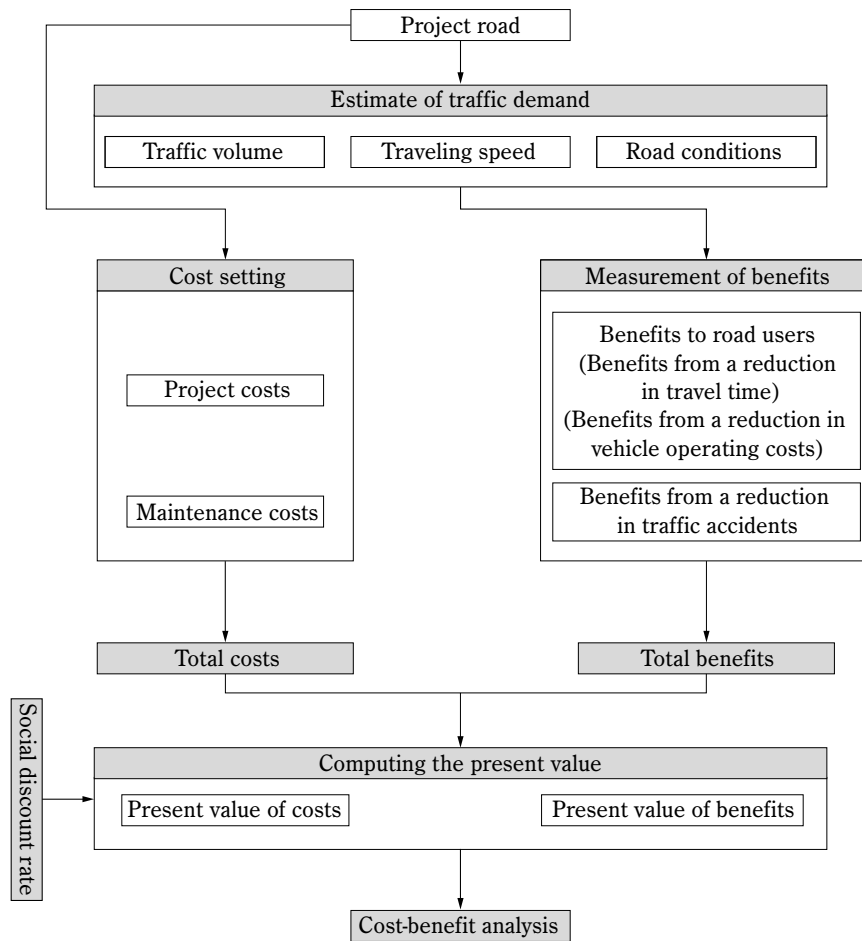 Project road
Estimate of traffic demand
Traffic volume
Traveling speed
Road conditions
Cost setting
Project costs
Maintenance costs
Measurement of benefits
Benefits to road users
(Benefits from a reduction
in travel time)
(Benefits from a reduction in
vehicle operating costs)
Benefits from a reduction
in traffic accidents
Total costs
Total benefits
Social discount rate
Computing the present value
Present value of costs
Present value of benefits
Cost-benefit analysis